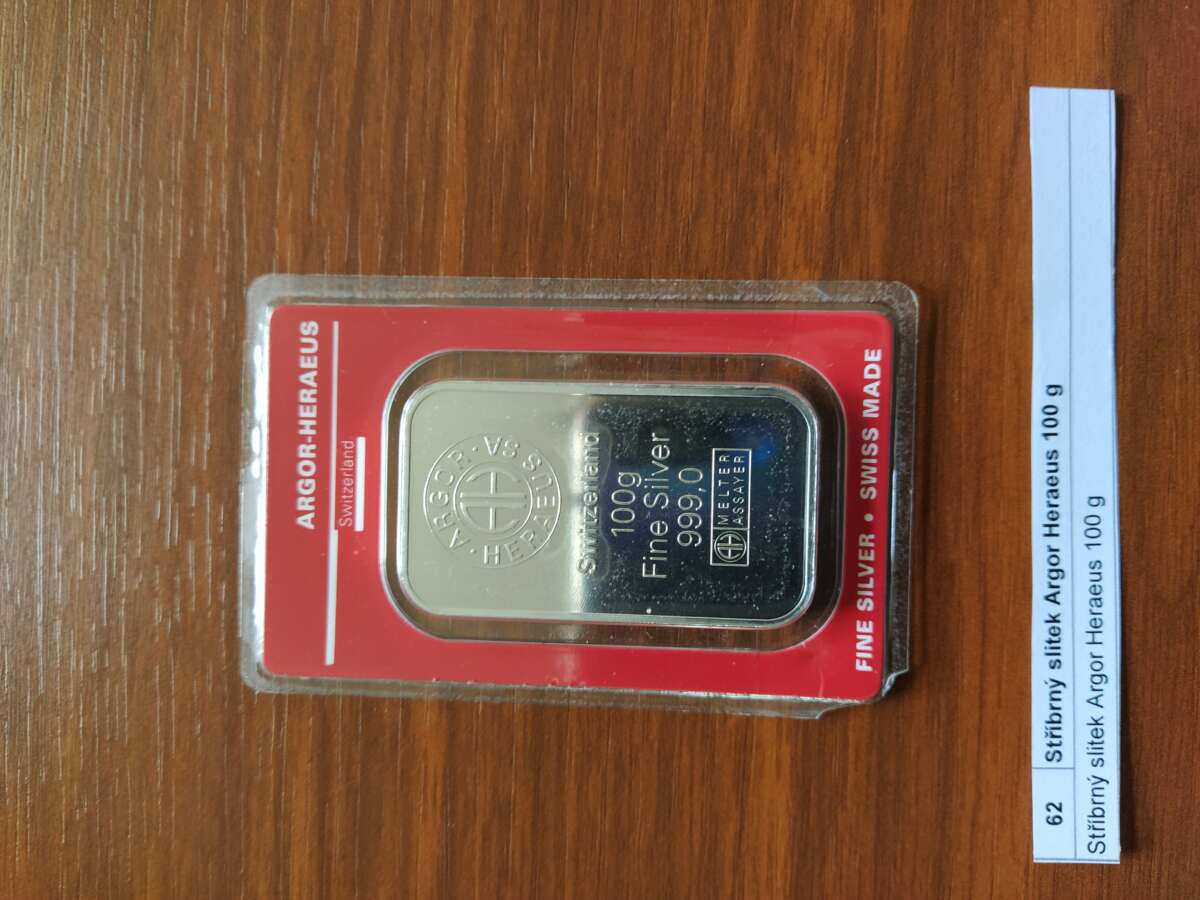 ARGOR-HERAEUS
Switzerland
ARGOR · HERAEUS SA ·
Switzerland
100g
Fine Silver
999,0
MELTER
ASSAYER
FINE SILVER • SWISS MADE
62 Stříbrný slitek Argor Heraeus 100 g
Stříbrný slitek Argor Heraeus 100 g